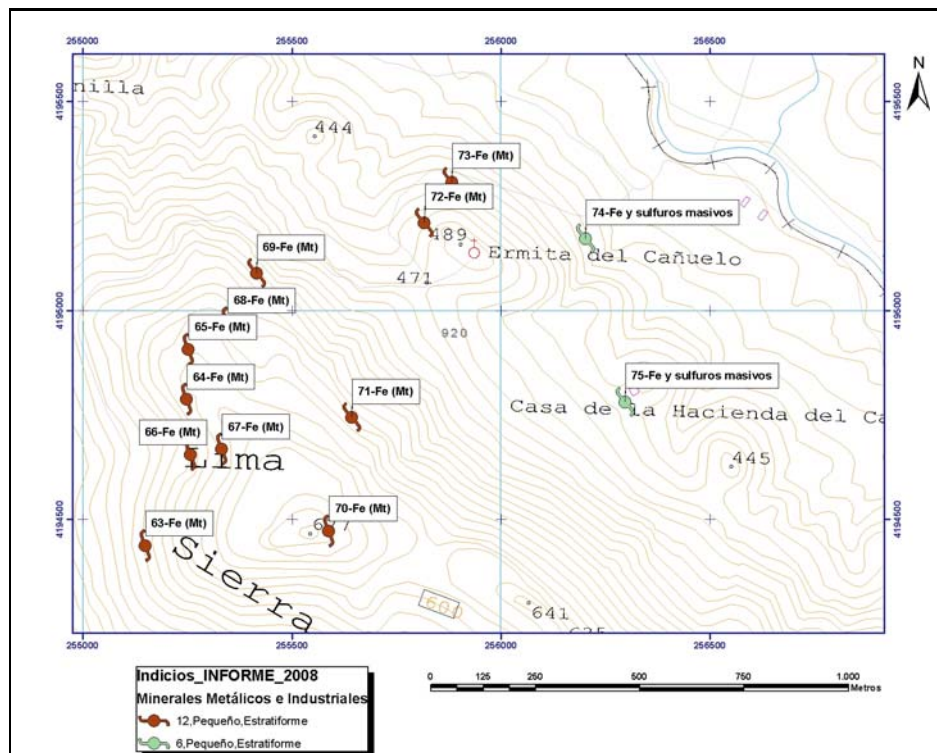 255000 255500 256000 256500
N
nilla
4195500
4195500
444
73-Fe (Mt)
72-Fe (Mt)
74-Fe y sulfuros masivos
489
Ermita del Cañuelo
69-Fe (Mt)
471
68-Fe (Mt)
4195000
4195000
65-Fe (Mt)
920
75-Fe y sulfuros masivos
64-Fe (Mt)
71-Fe (Mt)
Casa de la Hacienda del Ca
66-Fe (Mt)
67-Fe (Mt)
Lima
445
70-Fe (Mt)
4194500
4194500
63-Fe (Mt)
Sierra
600
641
255000 255500 256000 256500
Indicios_INFORME_2008
Minerales Metálicos e Industriales
12,Pequeño,Estratiforme
6,Pequeño,Estratiforme
0 125 250 500 750 1.000
Metros